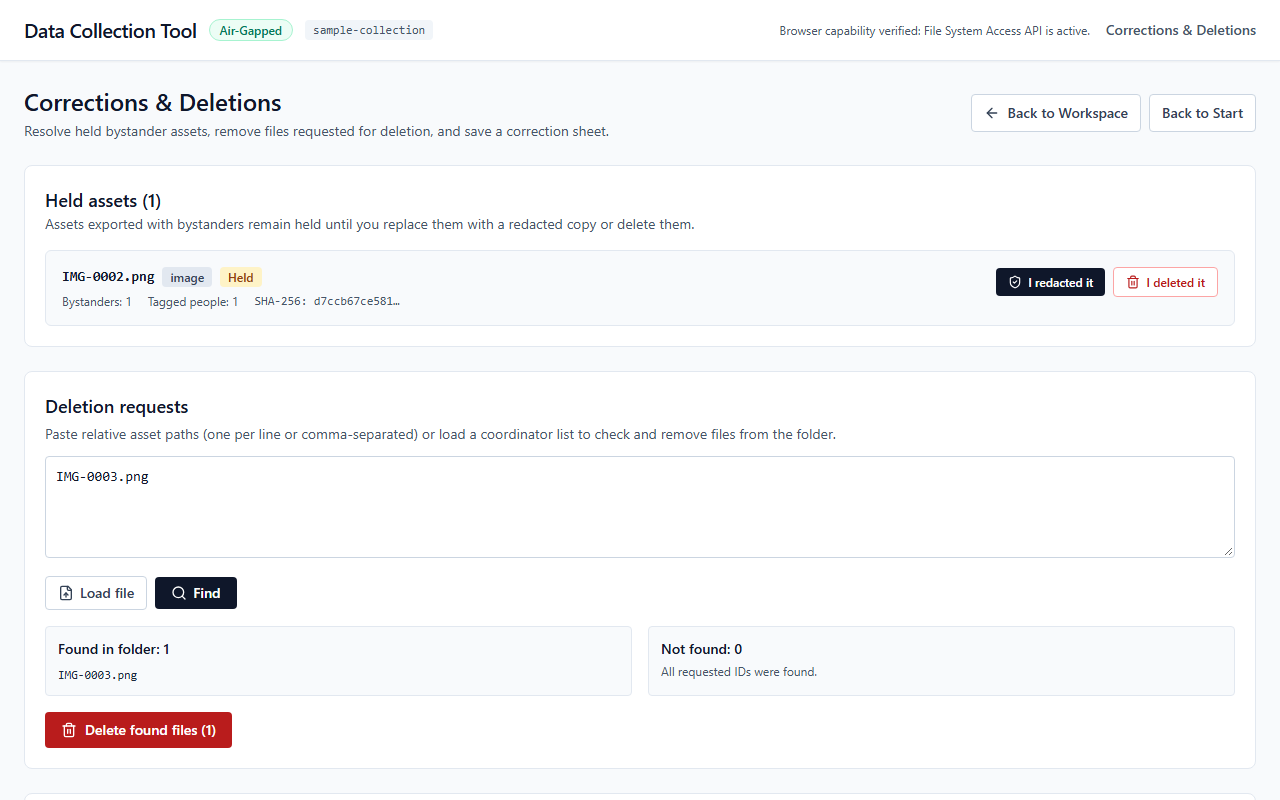 Data Collection Tool
Air-Gapped
sample-collection
Browser capability verified: File System Access API is active.
Corrections & Deletions
Corrections & Deletions
Resolve held bystander assets, remove files requested for deletion, and save a correction sheet.
Back to Workspace
Back to Start
Held assets (1)
Assets exported with bystanders remain held until you replace them with a redacted copy or delete them.
IMG-0002.png
image
Held
Bystanders: 1
Tagged people: 1
SHA-256: d7ccb67ce581…
I redacted it
I deleted it
Deletion requests
Paste relative asset paths (one per line or comma-separated) or load a coordinator list to check and remove files from the folder.
IMG-0003.png
Load file
Find
Found in folder: 1
IMG-0003.png
Not found: 0
All requested IDs were found.
Delete found files (1)